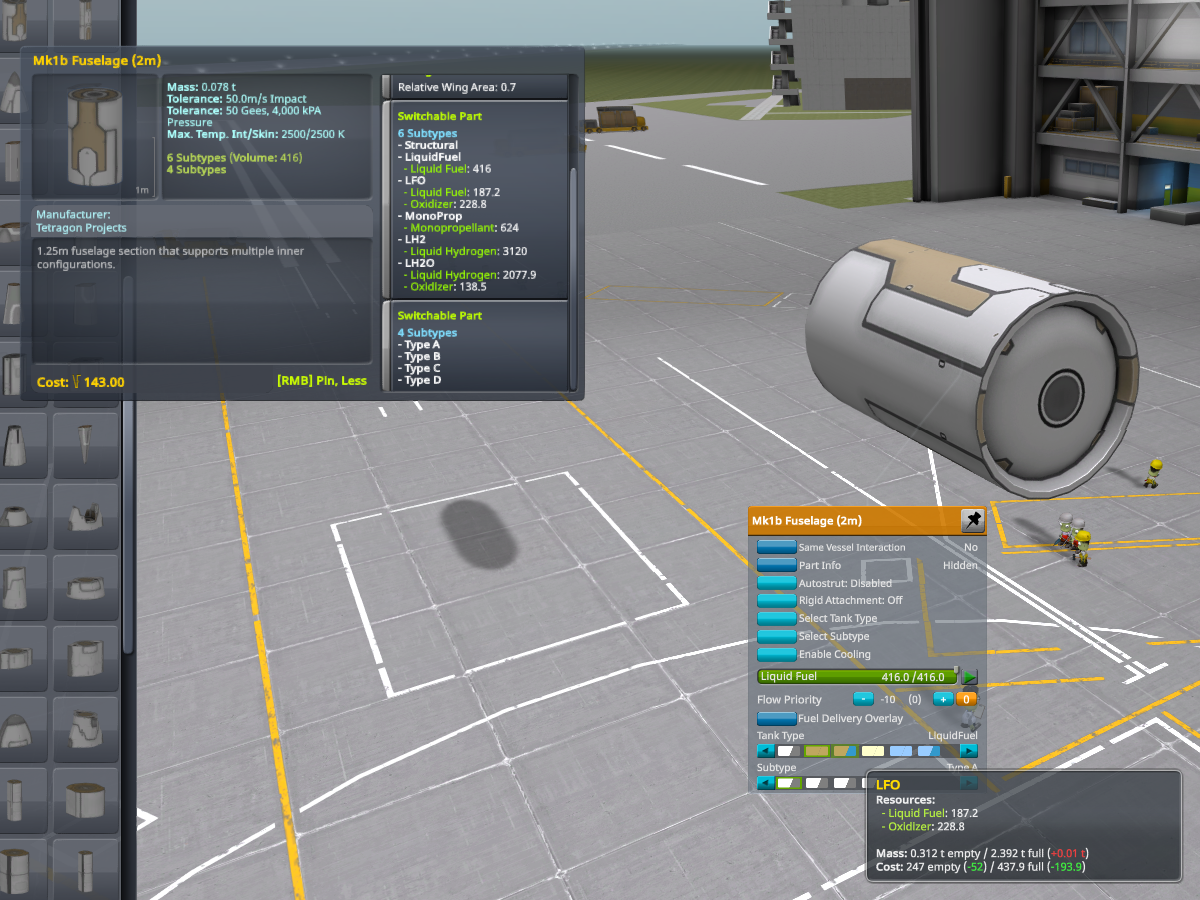 Mk1b Fuselage (2m)
Mass: 0.078 t
Tolerance: 50.0m/s Impact
Tolerance: 50 Gees, 4,000 kPA
Pressure
Max. Temp. Int/Skin: 2500/2500 K
6 Subtypes (Volume: 416)
4 Subtypes
1m
Manufacturer:
Tetragon Projects
1.25m fuselage section that supports multiple inner
configurations.
Cost: 143.00
[RMB] Pin, Less
Relative Wing Area: 0.7
Switchable Part
6 Subtypes
- Structural
- LiquidFuel
- Liquid Fuel: 416
- LFO
- Liquid Fuel: 187.2
- Oxidizer: 228.8
- MonoProp
- Monopropellant: 624
- LH2
- Liquid Hydrogen: 3120
- LH2O
- Liquid Hydrogen: 2077.9
- Oxidizer: 138.5
Switchable Part
4 Subtypes
- Type A
- Type B
- Type C
- Type D
Mk1b Fuselage (2m)
Same Vessel Interaction No
Part Info Hidden
Autostrut: Disabled
Rigid Attachment: Off
Select Tank Type
Select Subtype
Enable Cooling
Liquid Fuel 416.0 /416.0
Flow Priority - -10 (0) + 0
Fuel Delivery Overlay
Tank Type LiquidFuel
Subtype Type A
LFO
Resources:
- Liquid Fuel: 187.2
- Oxidizer: 228.8
Mass: 0.312 t empty / 2.392 t full (+0.01 t)
Cost: 247 empty (-52) / 437.9 full (-193.9)